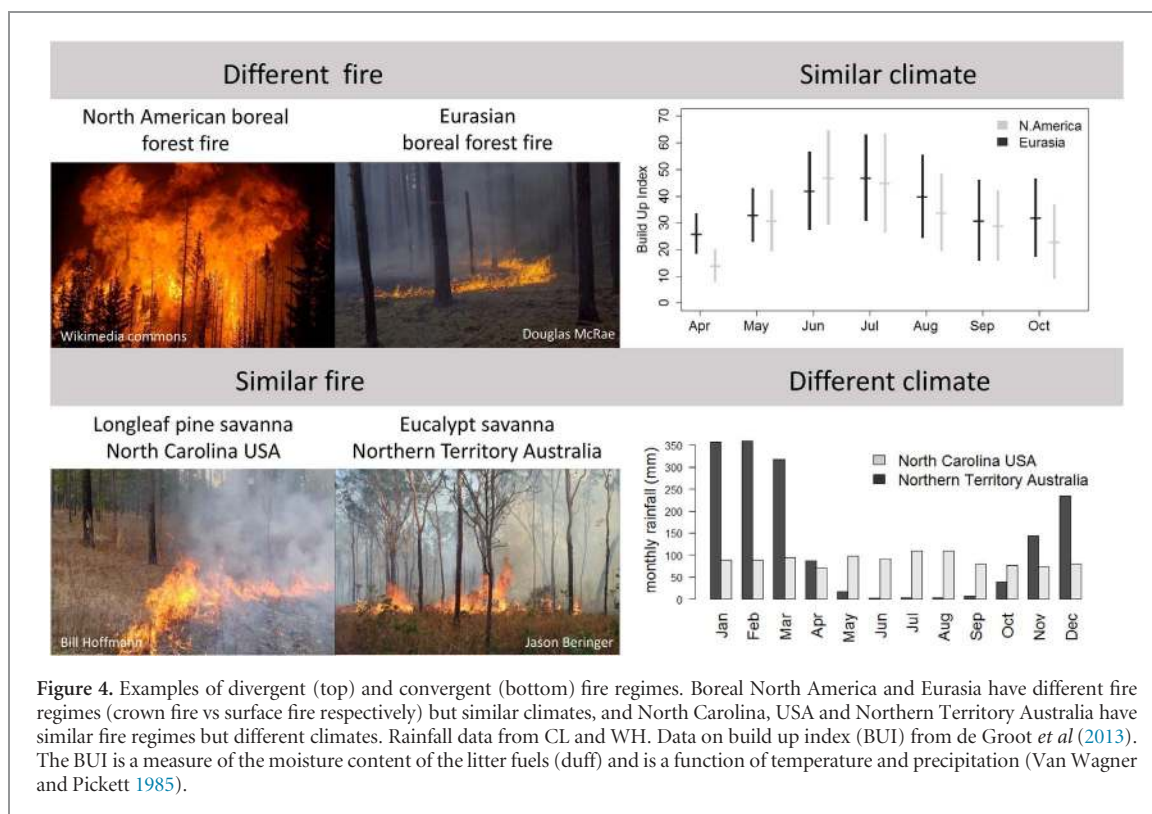 Different fire
Similar climate
North American boreal
forest fire
Eurasian
boreal forest fire
Wikimedia commons
Douglas McRae
Build Up Index
70
60
50
40
30
20
10
0
N.America
Eurasia
Apr May Jun Jul Aug Sep Oct
Similar fire
Different climate
Longleaf pine savanna
North Carolina USA
Eucalypt savanna
Northern Territory Australia
Bill Hoffmann
Jason Beringer
monthly rainfall (mm)
350
300
250
200
150
100
50
0
North Carolina USA
Northern Territory Australia
Jan Feb Mar Apr May Jun Jul Aug Sep Oct Nov Dec
Figure 4. Examples of divergent (top) and convergent (bottom) fire regimes. Boreal North America and Eurasia have different fire
regimes (crown fire vs surface fire respectively) but similar climates, and North Carolina, USA and Northern Territory Australia have
similar fire regimes but different climates. Rainfall data from CL and WH. Data on build up index (BUI) from de Groot et al (2013).
The BUI is a measure of the moisture content of the litter fuels (duff) and is a function of temperature and precipitation (Van Wagner
and Pickett 1985).